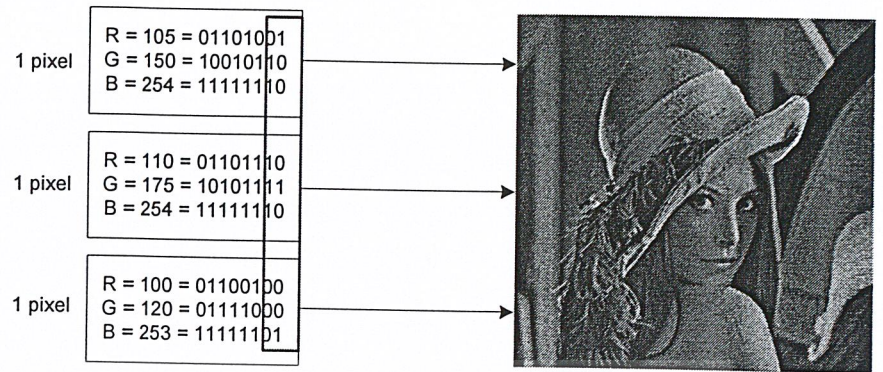 R = 105 = 01101001
1 pixel
G = 150 = 10010110
B = 254 = 11111110
R = 110 = 01101110
1 pixel
G = 175 = 10101111
B = 254 = 11111110
R = 100 = 01100100
1 pixel
G = 120 = 01111000
B = 253 = 11111101